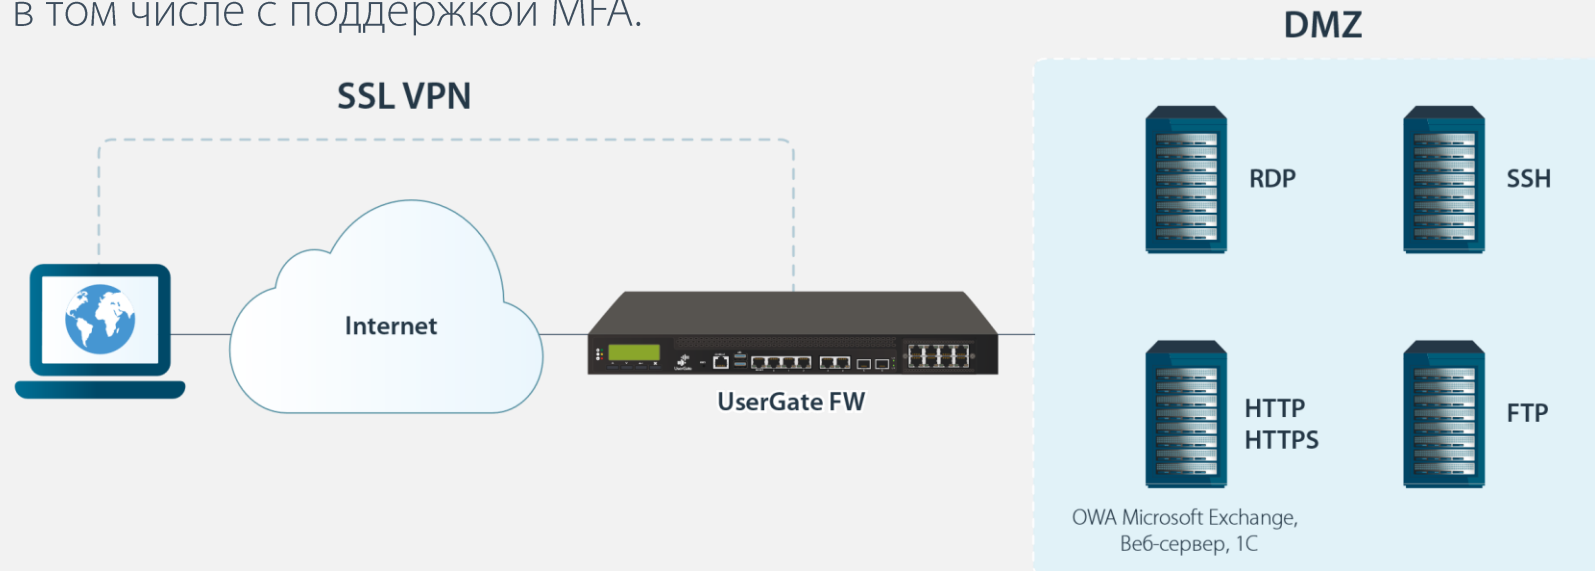 в том числе с поддержкой MFA.
DMZ
SSL VPN
RDP
SSH
Internet
UserGate
UserGate FW
HTTP
HTTPS
FTP
OWA Microsoft Exchange,
Веб-сервер, 1С